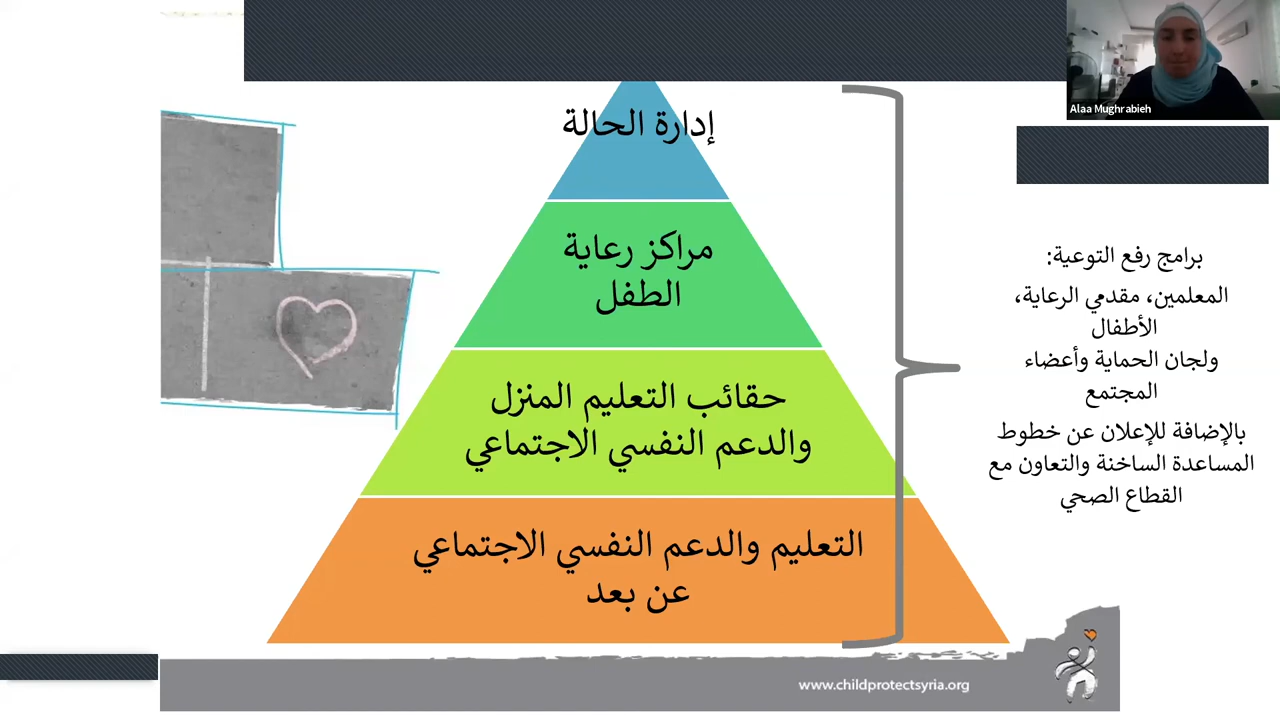 Alaa Mughrabieh
إدارة الحالة
مراكز رعاية
الطفل
حقائب التعليم المنزل
والدعم النفسي الاجتماعي
التعليم والدعم النفسي الاجتماعي
عن بعد
برامج رفع التوعية:
المعلمين، مقدمي الرعاية،
الأطفال
ولجان الحماية وأعضاء
المجتمع
بالإضافة للإعلان عن خطوط
المساعدة الساخنة والتعاون مع
القطاع الصحي
www.childprotectsyria.org